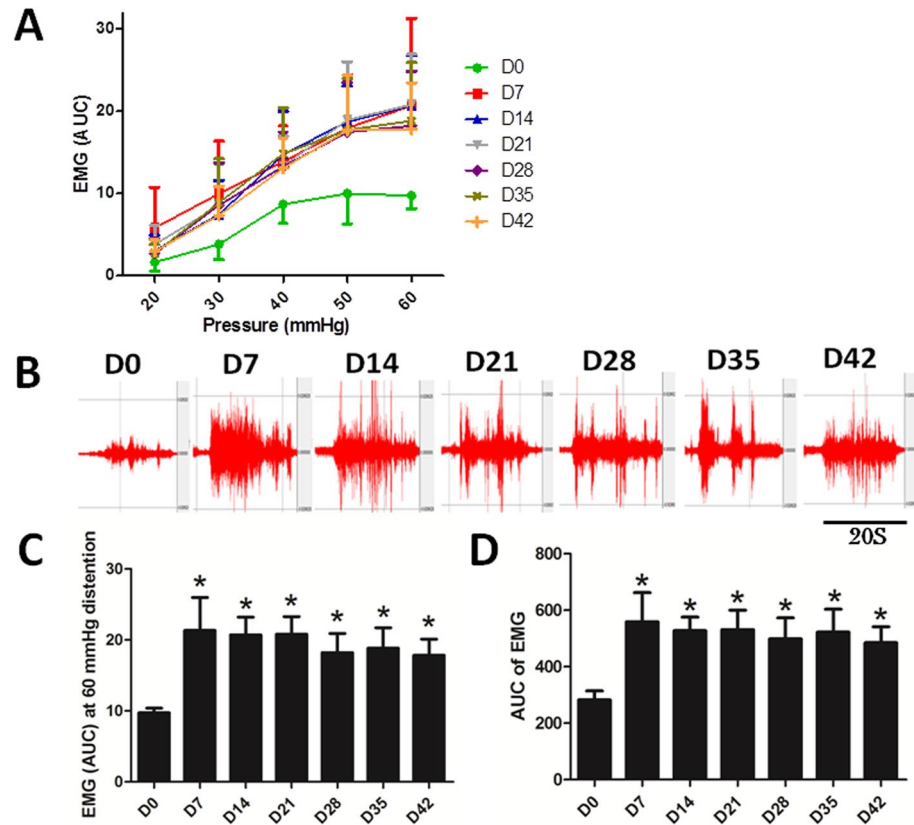 A
EMG (AUC)
30
20
10
0
20 30 40 50 60
Pressure (mmHg)
D0
D7
D14
D21
D28
D35
D42
B
D0 D7 D14 D21 D28 D35 D42
20S
C
EMG (AUC) at 60 mmHg distention
30
20
10
0
* * * * * *
D0 D7 D14 D21 D28 D35 D42
D
AUC of EMG
800
600
400
200
0
* * * * * *
D0 D7 D14 D21 D28 D35 D42